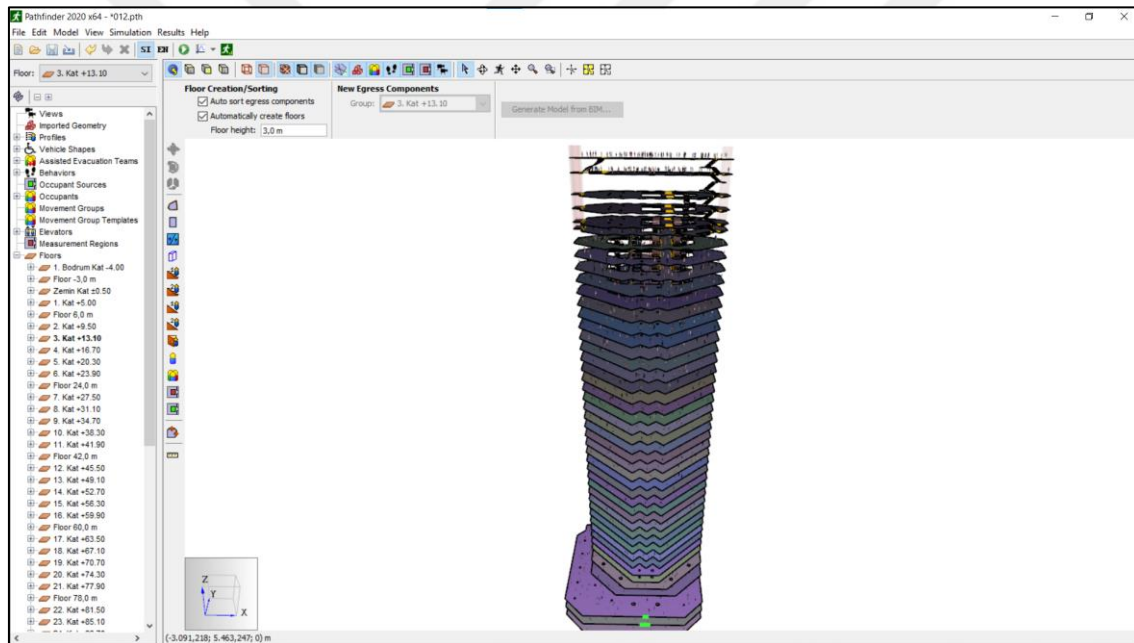 Pathfinder 2020 x64 - *012.pth
File Edit Model View Simulation Results Help
SI EN
Floor: 3. Kat +13.10
Floor Creation/Sorting
Auto sort egress components
Automatically create floors
Floor height: 3,0 m
New Egress Components
Group: 3. Kat +13.10
Generate Model from BIM...
Views
Imported Geometry
Profiles
Vehicle Shapes
Assisted Evacuation Teams
Behaviors
Occupant Sources
Occupants
Movement Groups
Movement Group Templates
Elevators
Measurement Regions
Floors
1. Bodrum Kat -4.00
Floor -3,0 m
Zemin Kat ±0.50
1. Kat +5.00
Floor 6,0 m
2. Kat +9.50
3. Kat +13.10
4. Kat +16.70
5. Kat +20.30
6. Kat +23.90
Floor 24,0 m
7. Kat +27.50
8. Kat +31.10
9. Kat +34.70
10. Kat +38.30
11. Kat +41.90
Floor 42,0 m
12. Kat +45.50
13. Kat +49.10
14. Kat +52.70
15. Kat +56.30
16. Kat +59.90
Floor 60,0 m
17. Kat +63.50
18. Kat +67.10
19. Kat +70.70
20. Kat +74.30
21. Kat +77.90
Floor 78,0 m
22. Kat +81.50
23. Kat +85.10
Z
Y
X
(-3.091,218; 5.463,247; 0) m